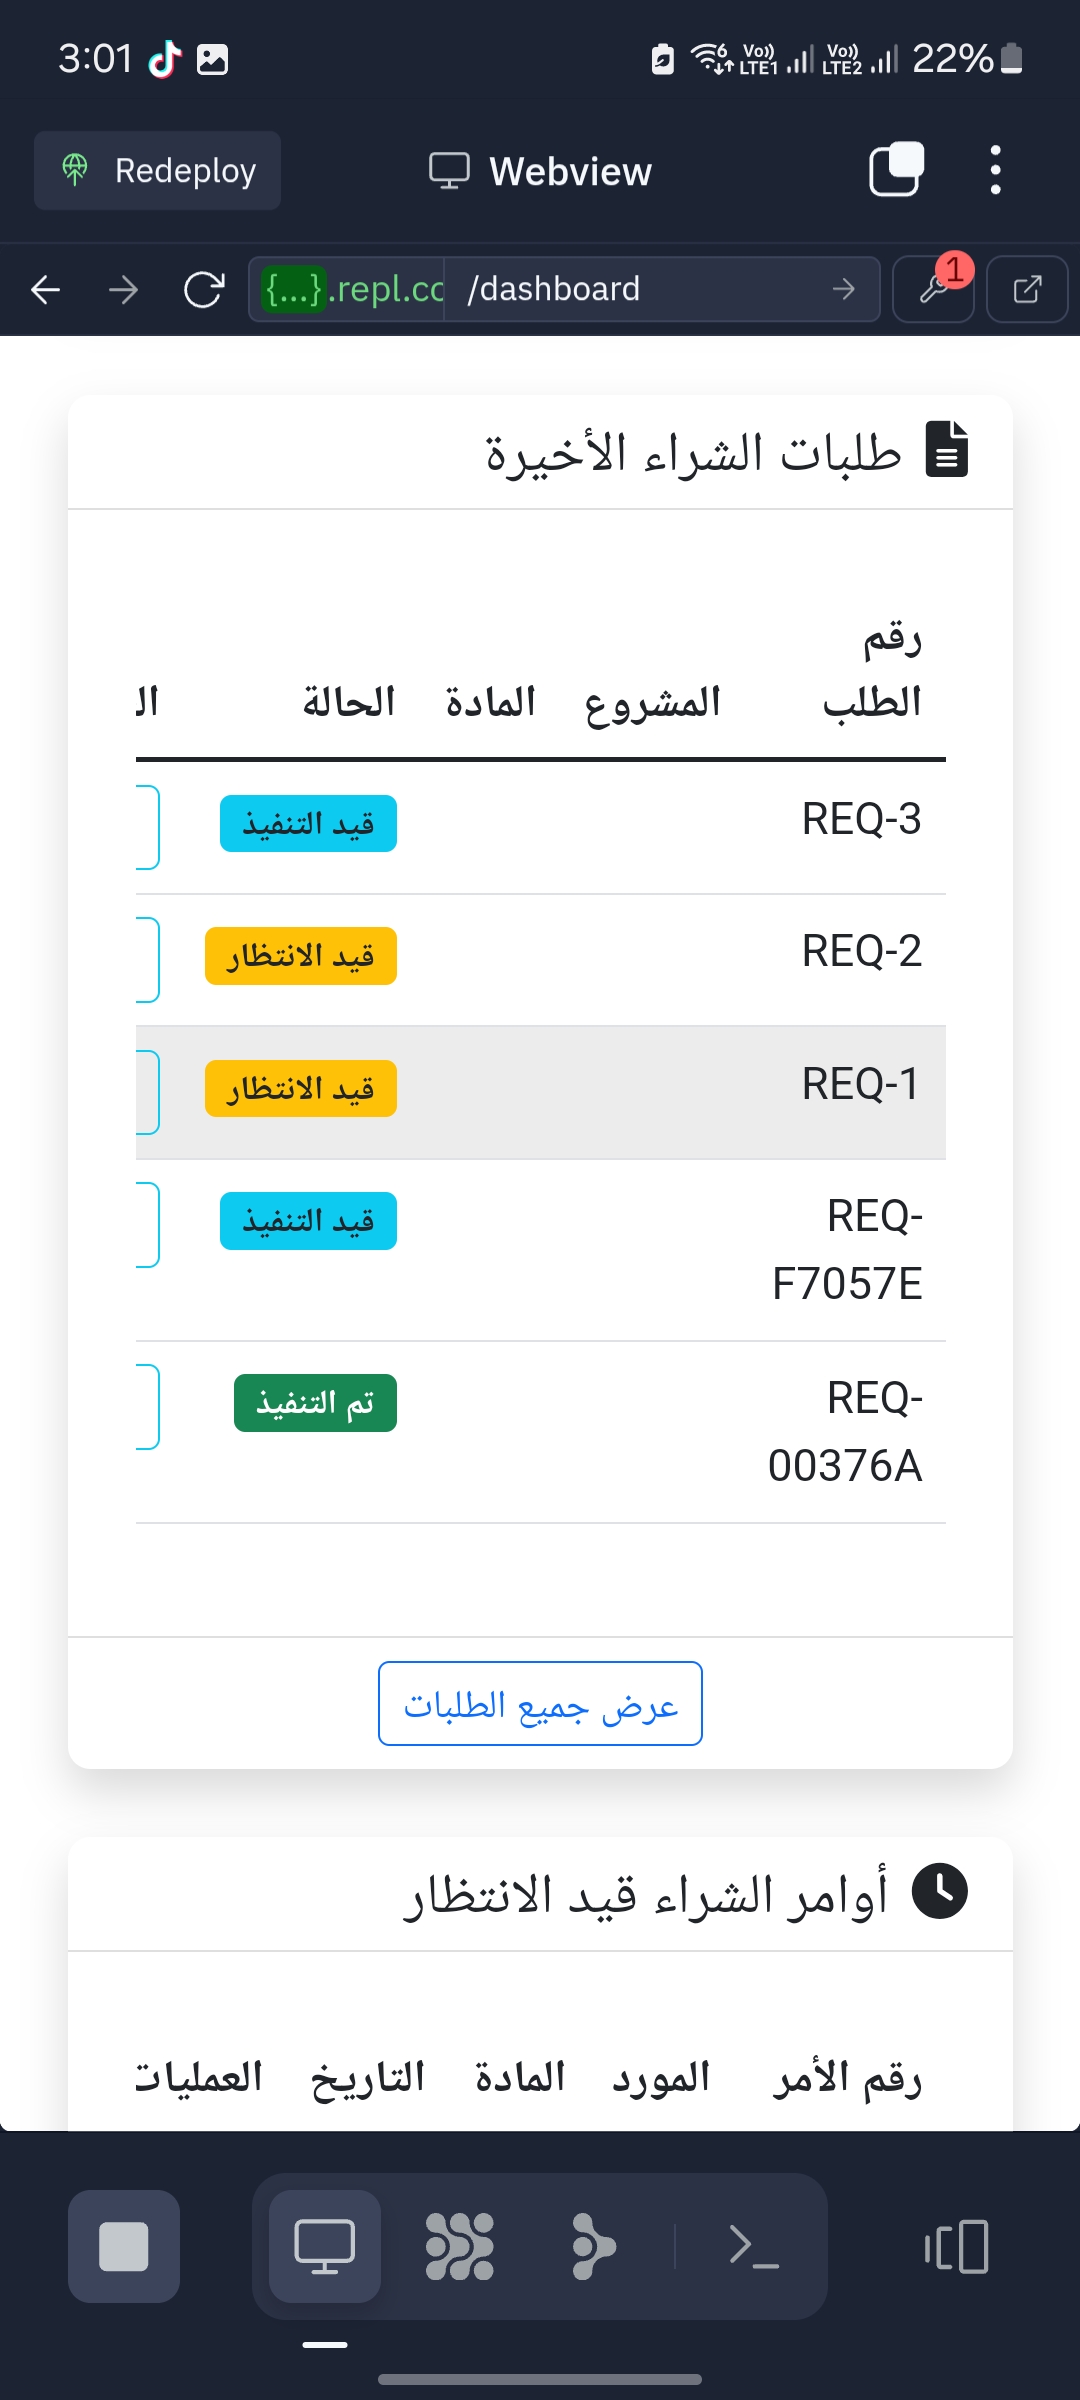 3:01
Vo)) LTE1 Vo)) LTE2 22%
Redeploy Webview
{...}.repl.co /dashboard 1
طلبات الشراء الأخيرة
رقم الطلب المشروع المادة الحالة ال
REQ-3 قيد التنفيذ
REQ-2 قيد الانتظار
REQ-1 قيد الانتظار
REQ-F7057E قيد التنفيذ
REQ-00376A تم التنفيذ
عرض جميع الطلبات
أوامر الشراء قيد الانتظار
رقم الأمر المورد المادة التاريخ العمليات